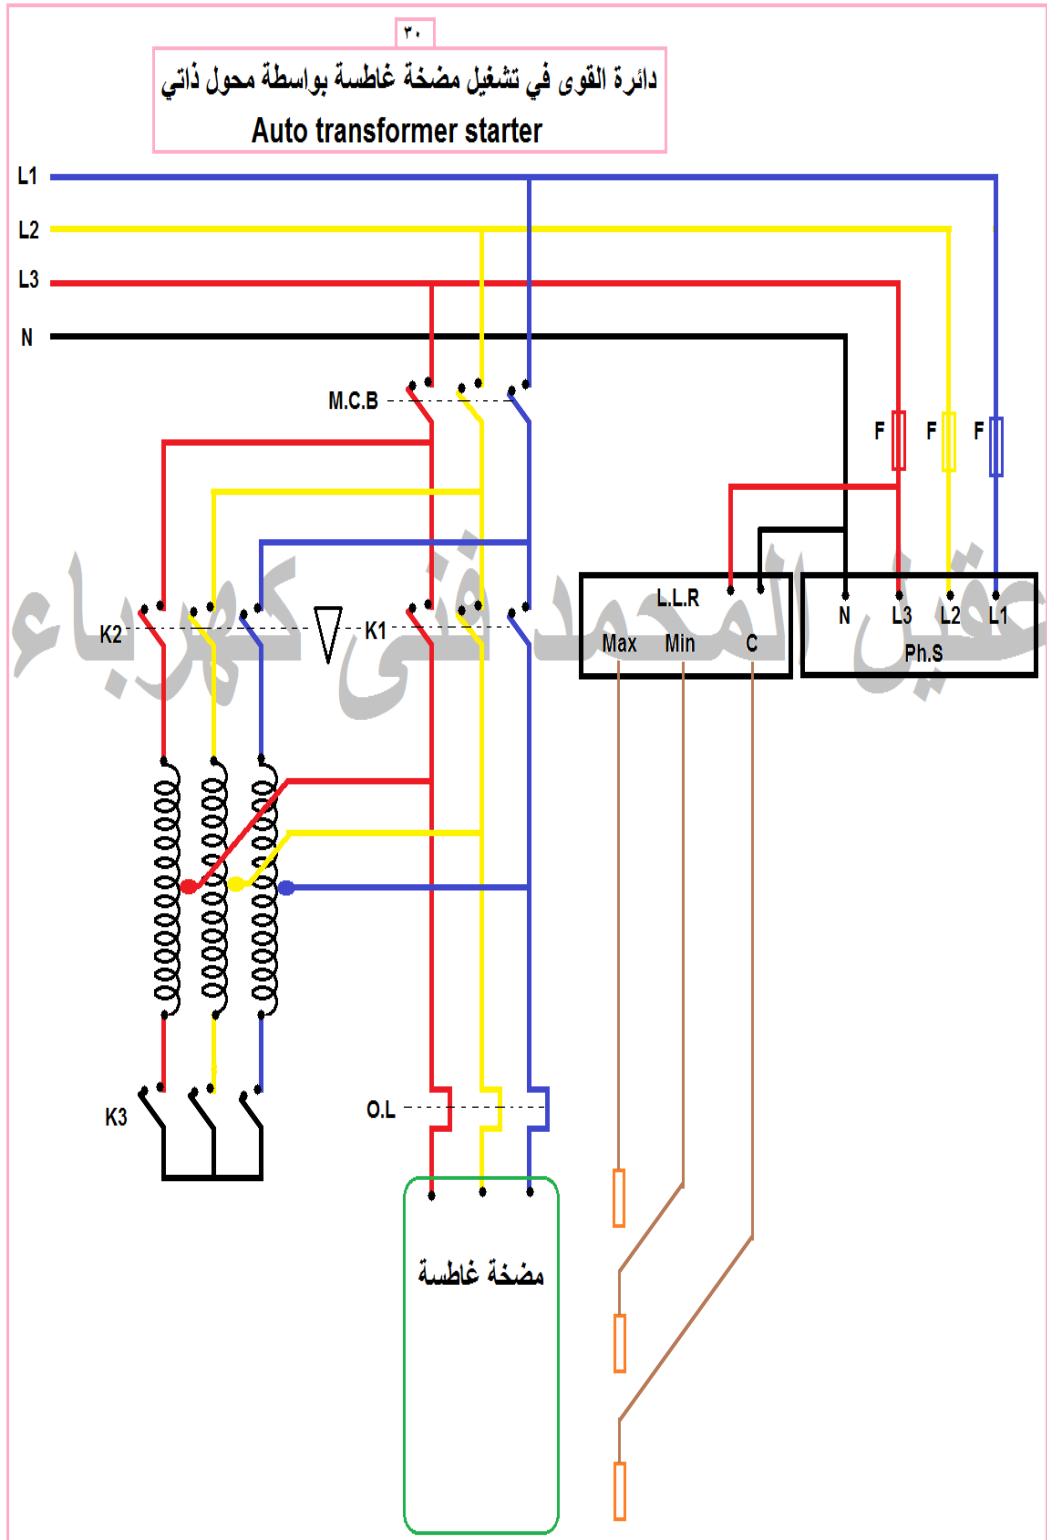 ٣٠
دائرة القوى في تشغيل مضخة غاطسة بواسطة محول ذاتي
Auto transformer starter
L1
L2
L3
N
M.C.B
F F F
عقيل المحمد فنى كهرباء
K2 K1
L.L.R
Max Min C
N L3 L2 L1
Ph.S
K3
O.L
مضخة غاطسة